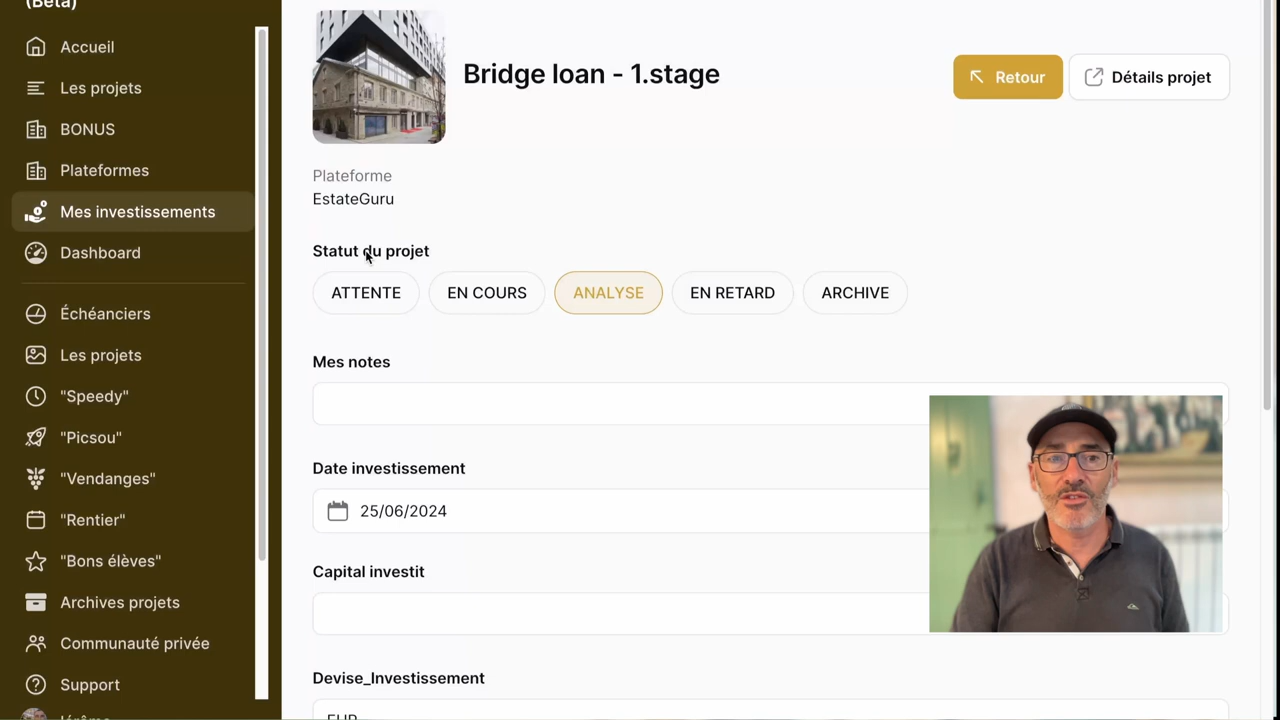 (Beta)
Accueil
Les projets
BONUS
Plateformes
Mes investissements
Dashboard
Échéanciers
Les projets
"Speedy"
"Picsou"
"Vendanges"
"Rentier"
"Bons élèves"
Archives projets
Communauté privée
Support
Jérôme
Bridge loan - 1.stage
Retour
Détails projet
Plateforme
EstateGuru
Statut du projet
ATTENTE
EN COURS
ANALYSE
EN RETARD
ARCHIVE
Mes notes
Date investissement
25/06/2024
Capital investit
Devise_Investissement
EUR